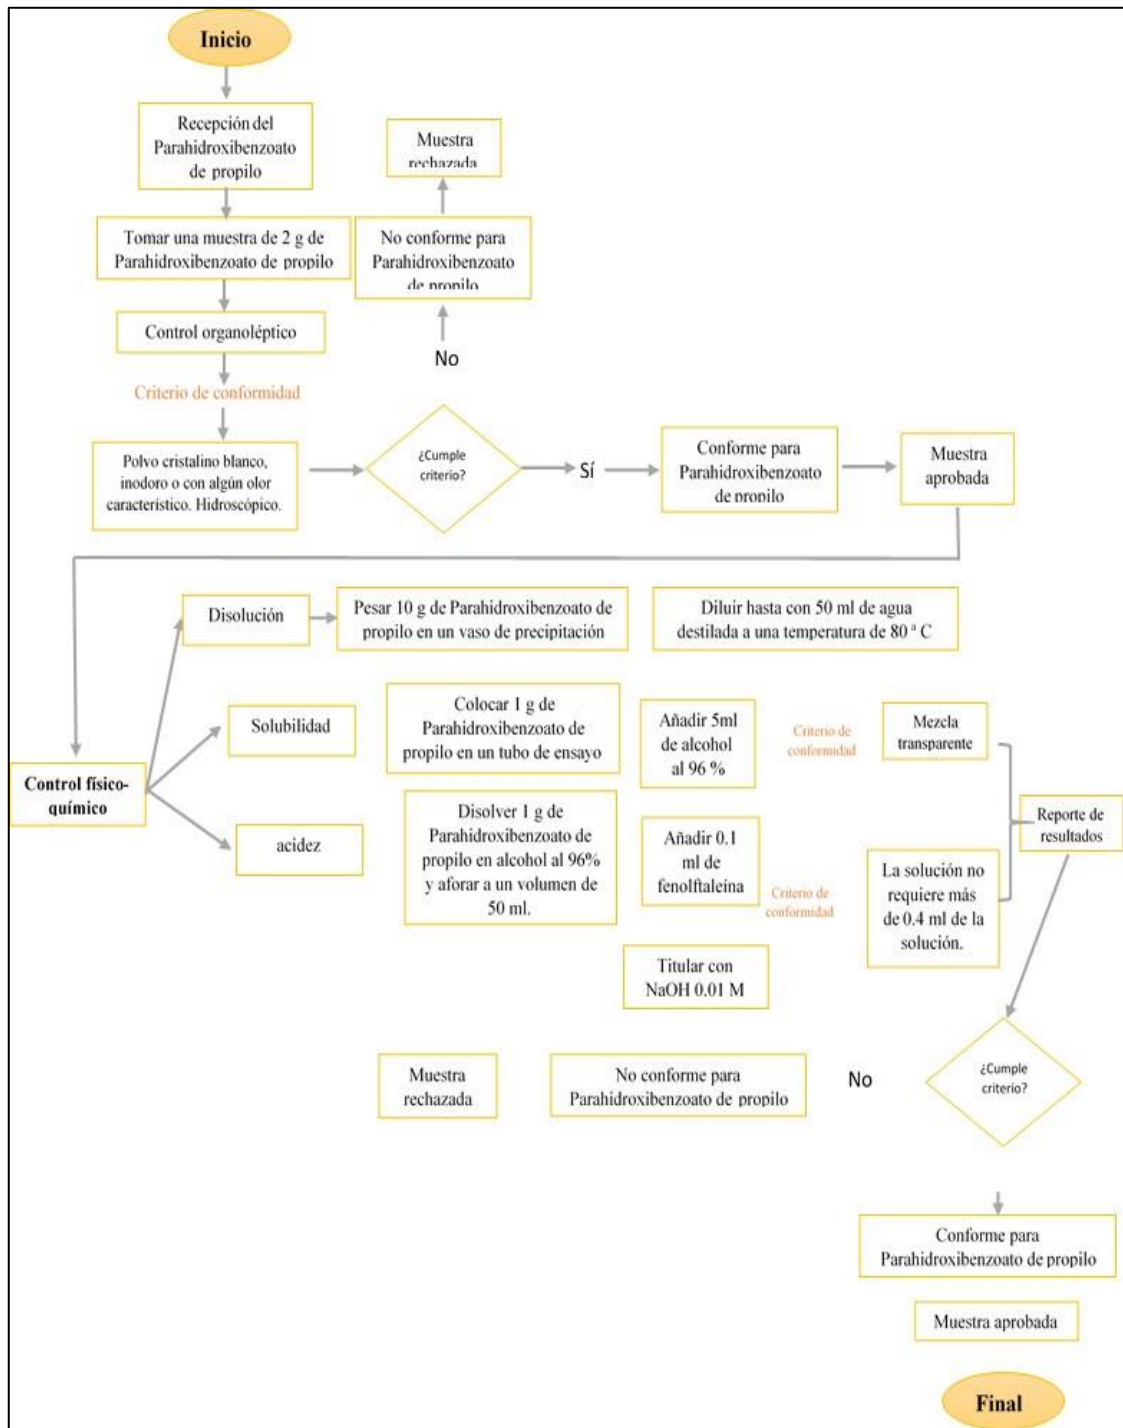 Inicio
Recepción del
Parahidroxibenzoato
de propilo
Muestra
rechazada
Tomar una muestra de 2 g de
Parahidroxibenzoato de propilo
No conforme para
Parahidroxibenzoato
de propilo
Control organoléptico
No
Criterio de conformidad
Polvo cristalino blanco,
inodoro o con algún olor
característico. Hidroscópico.
¿Cumple
criterio?
Sí
Conforme para
Parahidroxibenzoato
de propilo
Muestra
aprobada
Disolución
Pesar 10 g de Parahidroxibenzoato de
propilo en un vaso de precipitación
Diluir hasta con 50 ml de agua
destilada a una temperatura de 80 ª C
Solubilidad
Colocar 1 g de
Parahidroxibenzoato de
propilo en un tubo de ensayo
Añadir 5ml
de alcohol
al 96 %
Criterio de
conformidad
Mezcla
transparente
Control físico-
químico
acidez
Disolver 1 g de
Parahidroxibenzoato de
propilo en alcohol al 96%
y aforar a un volumen de
50 ml.
Añadir 0.1
ml de
fenolftaleína
Criterio de
conformidad
La solución no
requiere más
de 0.4 ml de la
solución.
Reporte de
resultados
Titular con
NaOH 0.01 M
Muestra
rechazada
No conforme para
Parahidroxibenzoato de propilo
No
¿Cumple
criterio?
Conforme para
Parahidroxibenzoato de propilo
Muestra aprobada
Final